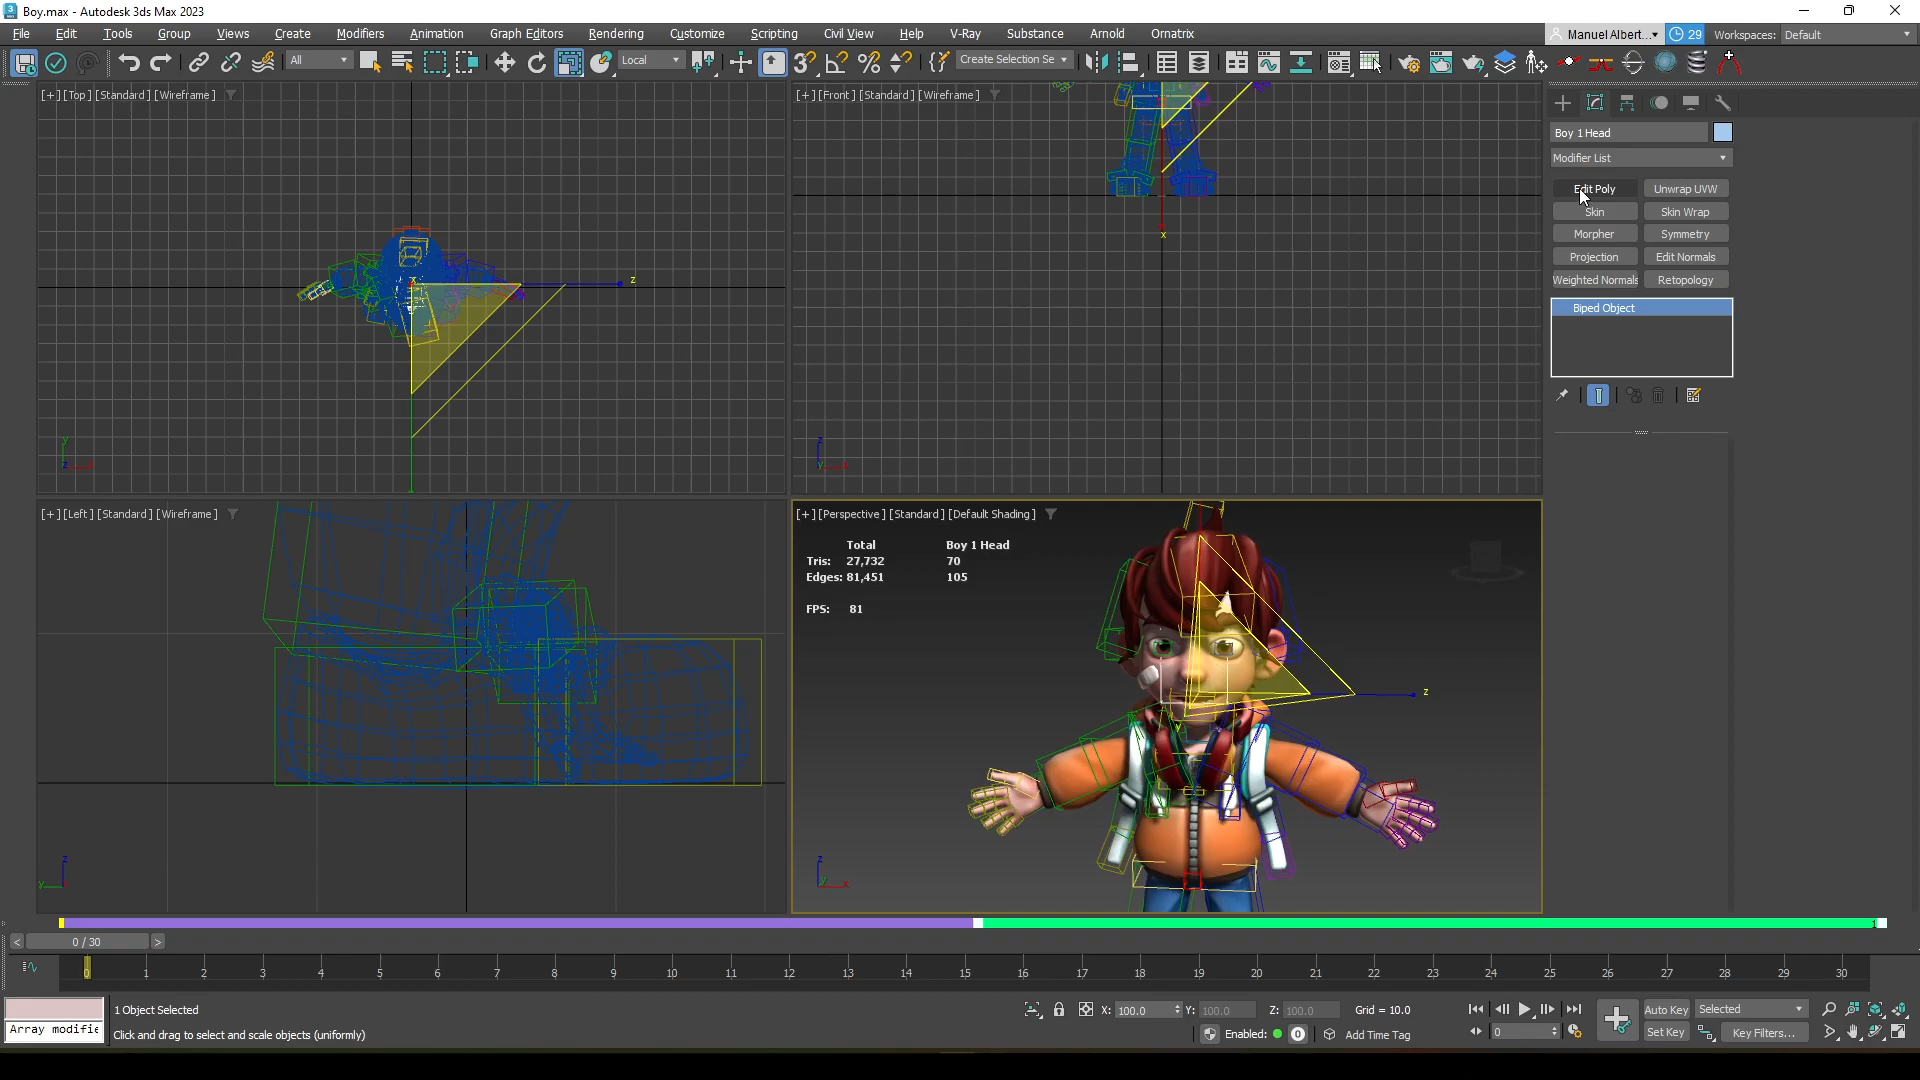 Boy.max - Autodesk 3ds Max 2023
File Edit Tools Group Views Create Modifiers Animation Graph Editors Rendering Customize Scripting Civil View Help V-Ray Substance Arnold Ornatrix
Manuel Albert... 29 Workspaces: Default
All Local Create Selection Se
[+] [Top] [Standard] [Wireframe]
[+] [Front] [Standard] [Wireframe]
Boy 1 Head
Modifier List
Edit Poly Unwrap UVW
Skin Skin Wrap
Morpher Symmetry
Projection Edit Normals
Weighted Normals Retopology
Biped Object
[+] [Left] [Standard] [Wireframe]
[+] [Perspective] [Standard] [Default Shading]
Total Boy 1 Head
Tris: 27,732 70
Edges: 81,451 105
FPS: 81
z
x
z
x
y
z
z
y
z
x
0 / 30
0 1 2 3 4 5 6 7 8 9 10 11 12 13 14 15 16 17 18 19 20 21 22 23 24 25 26 27 28 29 30
1 Object Selected
X: 100.0 Y: 100.0 Z: 100.0 Grid = 10.0
Auto Key Selected
Array modifie
Click and drag to select and scale objects (uniformly)
Enabled: 0 Add Time Tag
0
Set Key Key Filters...